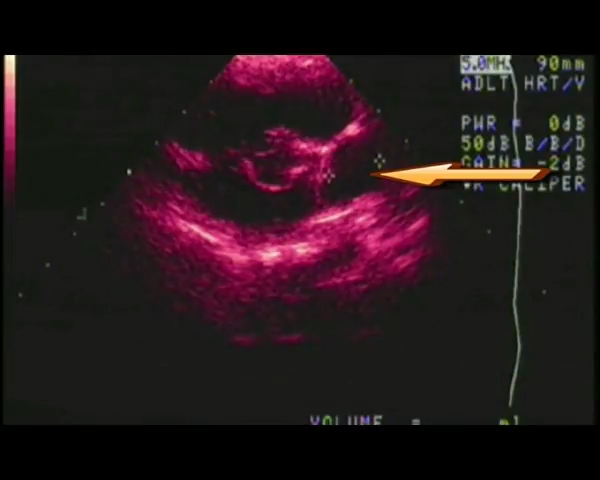 5.0MHz 90mm
ADLT HRT/V
PWR = 0dB
50dB B/B/D
GAIN= -2dB
CALIPER
VOLUME = ml